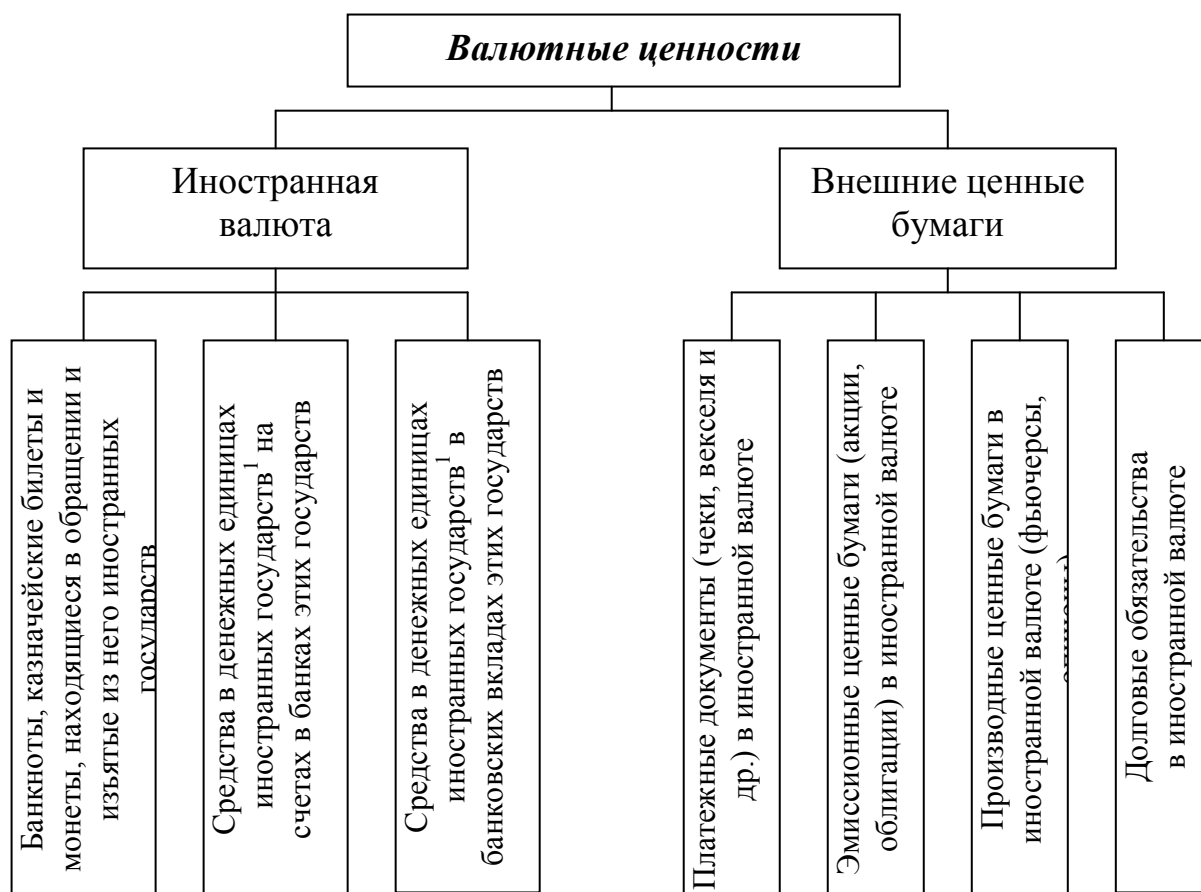 Валютные ценности
Иностранная
валюта
Внешние ценные
бумаги
Банкноты, казначейские билеты и
монеты, находящиеся в обращении и
изъятые из него иностранных
государств
Средства в денежных единицах
иностранных государств¹ на
счетах в банках этих государств
Средства в денежных единицах
иностранных государств¹ в
банковских вкладах этих государств
Платежные документы (чеки, векселя и
др.) в иностранной валюте
Эмиссионные ценные бумаги (акции,
облигации) в иностранной валюте
Производные ценные бумаги в
иностранной валюте (фьючерсы,
Долговые обязательства
в иностранной валюте